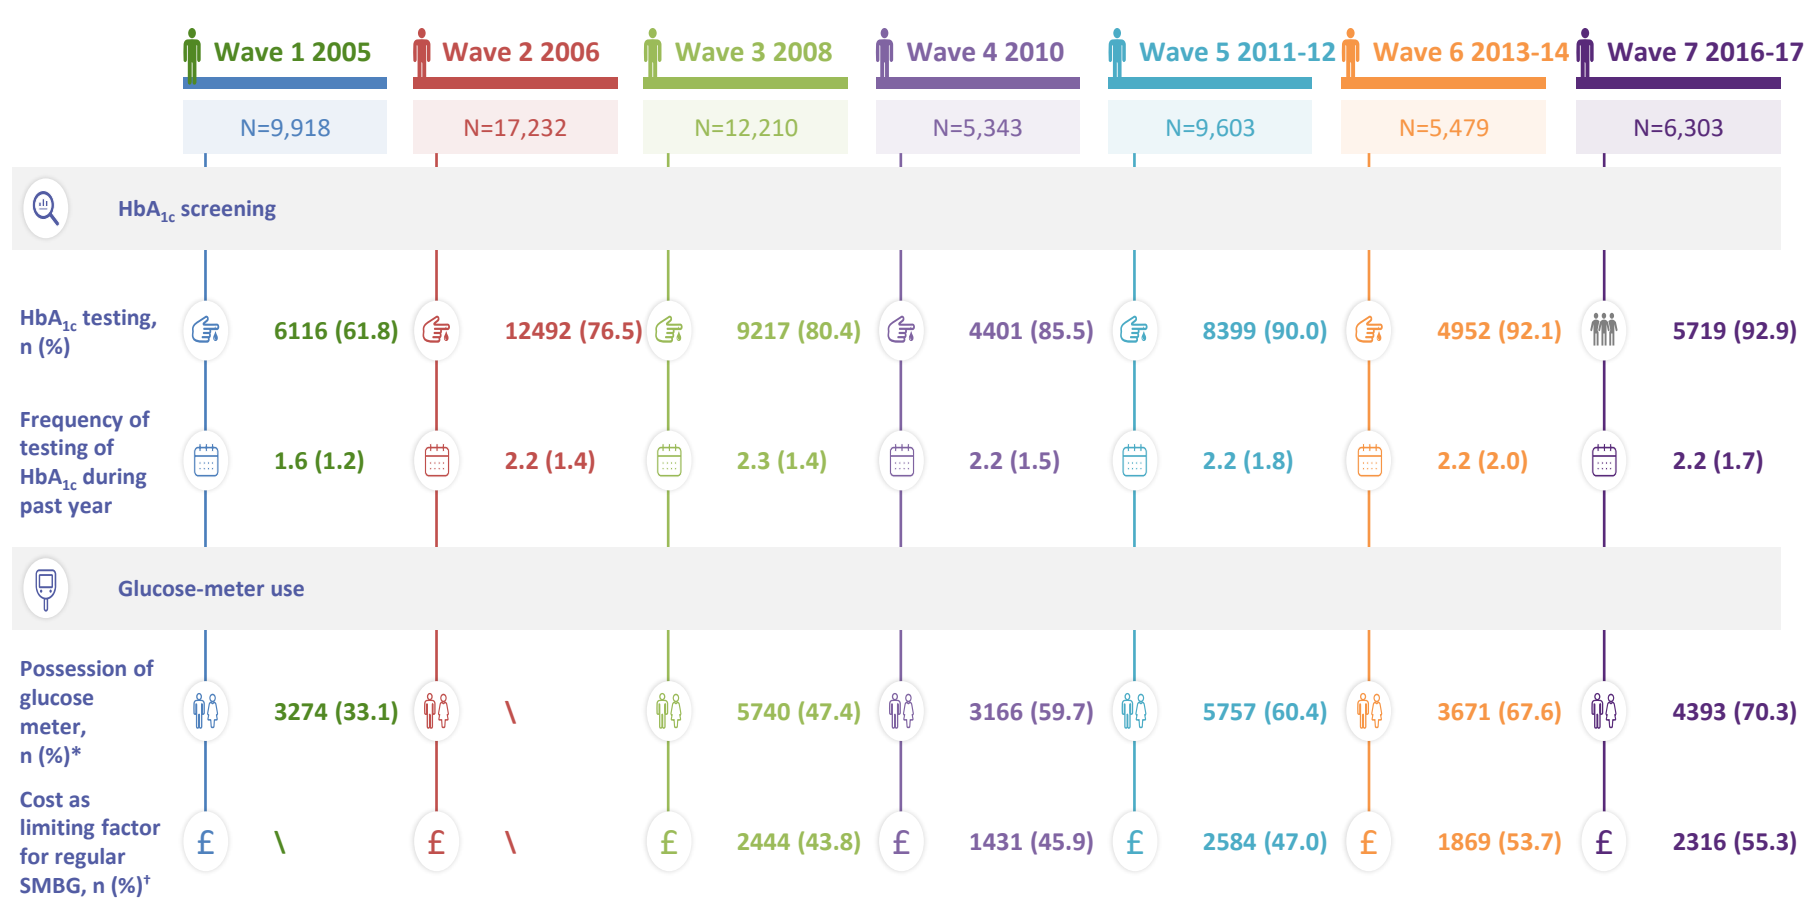 Wave 1 2005 Wave 2 2006 Wave 3 2008 Wave 4 2010 Wave 5 2011-12 Wave 6 2013-14 Wave 7 2016-17
N=9,918 N=17,232 N=12,210 N=5,343 N=9,603 N=5,479 N=6,303
HbA1c screening
HbA1c testing,
n (%)
6116 (61.8) 12492 (76.5) 9217 (80.4) 4401 (85.5) 8399 (90.0) 4952 (92.1) 5719 (92.9)
Frequency of
testing of
HbA1c during
past year
1.6 (1.2) 2.2 (1.4) 2.3 (1.4) 2.2 (1.5) 2.2 (1.8) 2.2 (2.0) 2.2 (1.7)
Glucose-meter use
Possession of
glucose
meter,
n (%)*
3274 (33.1) \ 5740 (47.4) 3166 (59.7) 5757 (60.4) 3671 (67.6) 4393 (70.3)
Cost as
limiting factor
for regular
SMBG, n (%)†
£ \ £ \ £ 2444 (43.8) £ 1431 (45.9) £ 2584 (47.0) £ 1869 (53.7) £ 2316 (55.3)